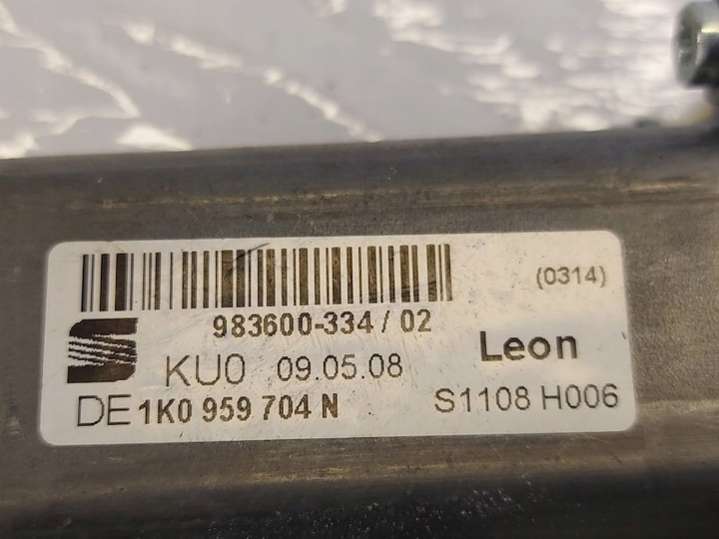 (0314)
983600-334 / 02
Leon
KU0 09.05.08
DE 1K0 959 704 N
S1108 H006